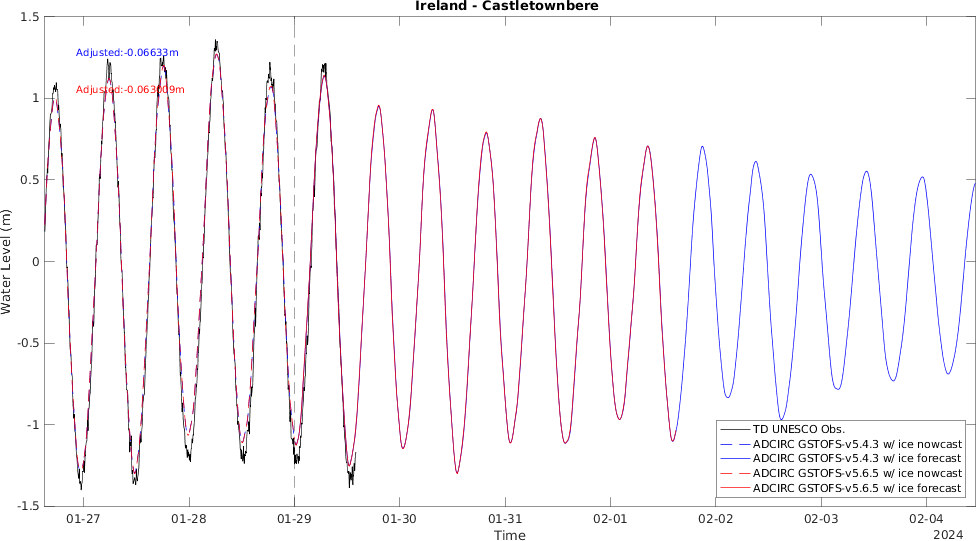 Ireland - Castletownbere
1.5
1
0.5
0
-0.5
-1
-1.5
Water Level (m)
Adjusted:-0.06633m
Adjusted:-0.063009m
TD UNESCO Obs.
ADCIRC GSTOFS-v5.4.3 w/ ice nowcast
ADCIRC GSTOFS-v5.4.3 w/ ice forecast
ADCIRC GSTOFS-v5.6.5 w/ ice nowcast
ADCIRC GSTOFS-v5.6.5 w/ ice forecast
01-27 01-28 01-29 01-30 01-31 02-01 02-02 02-03 02-04
Time
2024